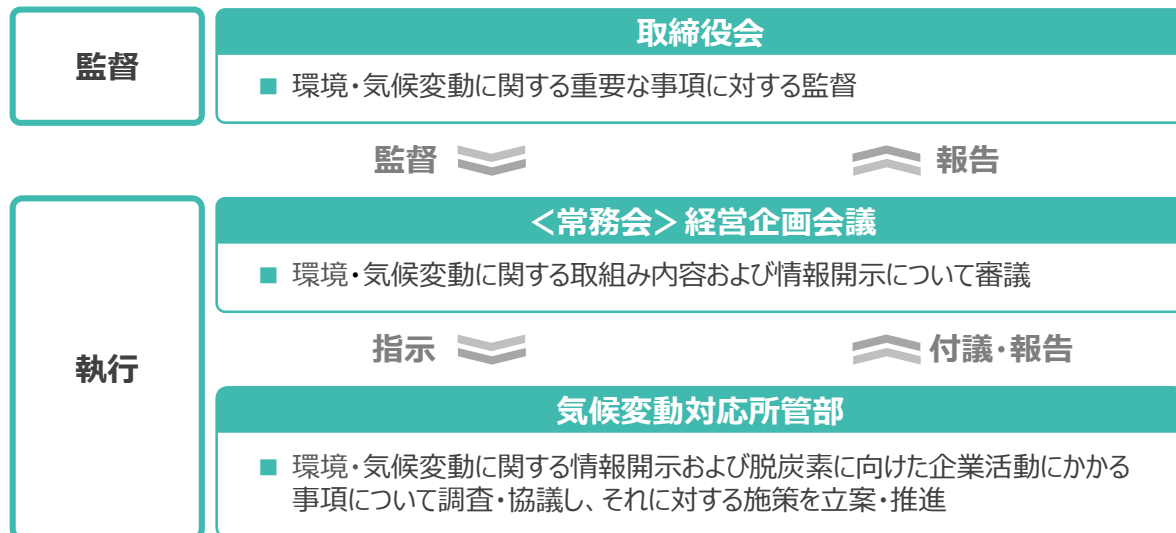 監督
取締役会
■ 環境・気候変動に関する重要な事項に対する監督
監督
報告
執行
<常務会> 経営企画会議
■ 環境・気候変動に関する取組み内容および情報開示について審議
指示
付議・報告
気候変動対応所管部
■ 環境・気候変動に関する情報開示および脱炭素に向けた企業活動にかかる
事項について調査・協議し、それに対する施策を立案・推進